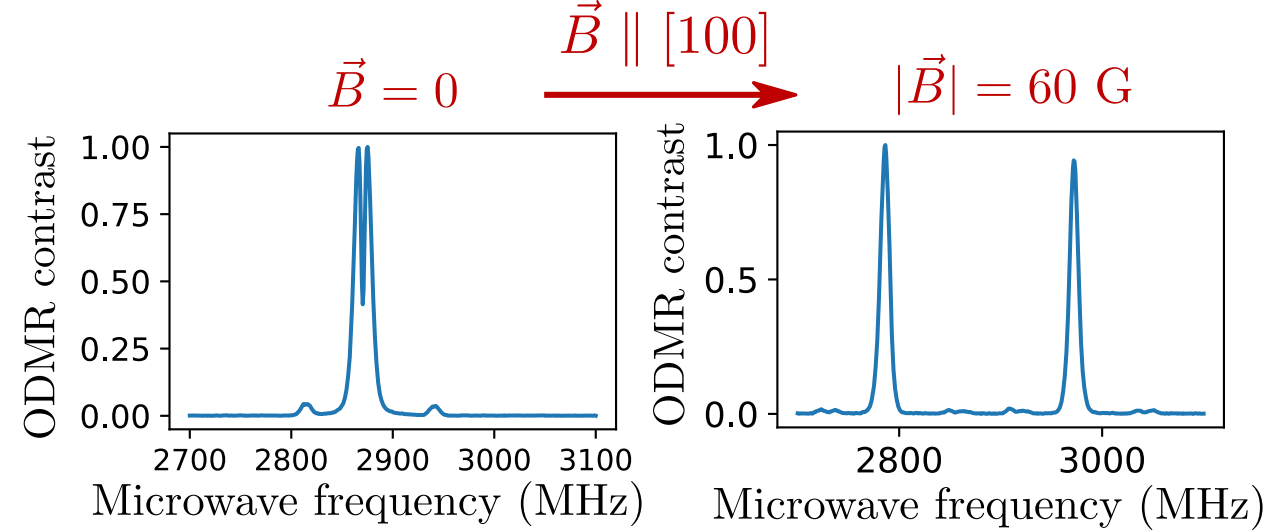 B⃗ ∥ [100]
B⃗ = 0
|B⃗| = 60 G
ODMR contrast
1.00
0.75
0.50
0.25
0.00
2700 2800 2900 3000 3100
Microwave frequency (MHz)
ODMR contrast
1.0
0.5
0.0
2800 3000
Microwave frequency (MHz)